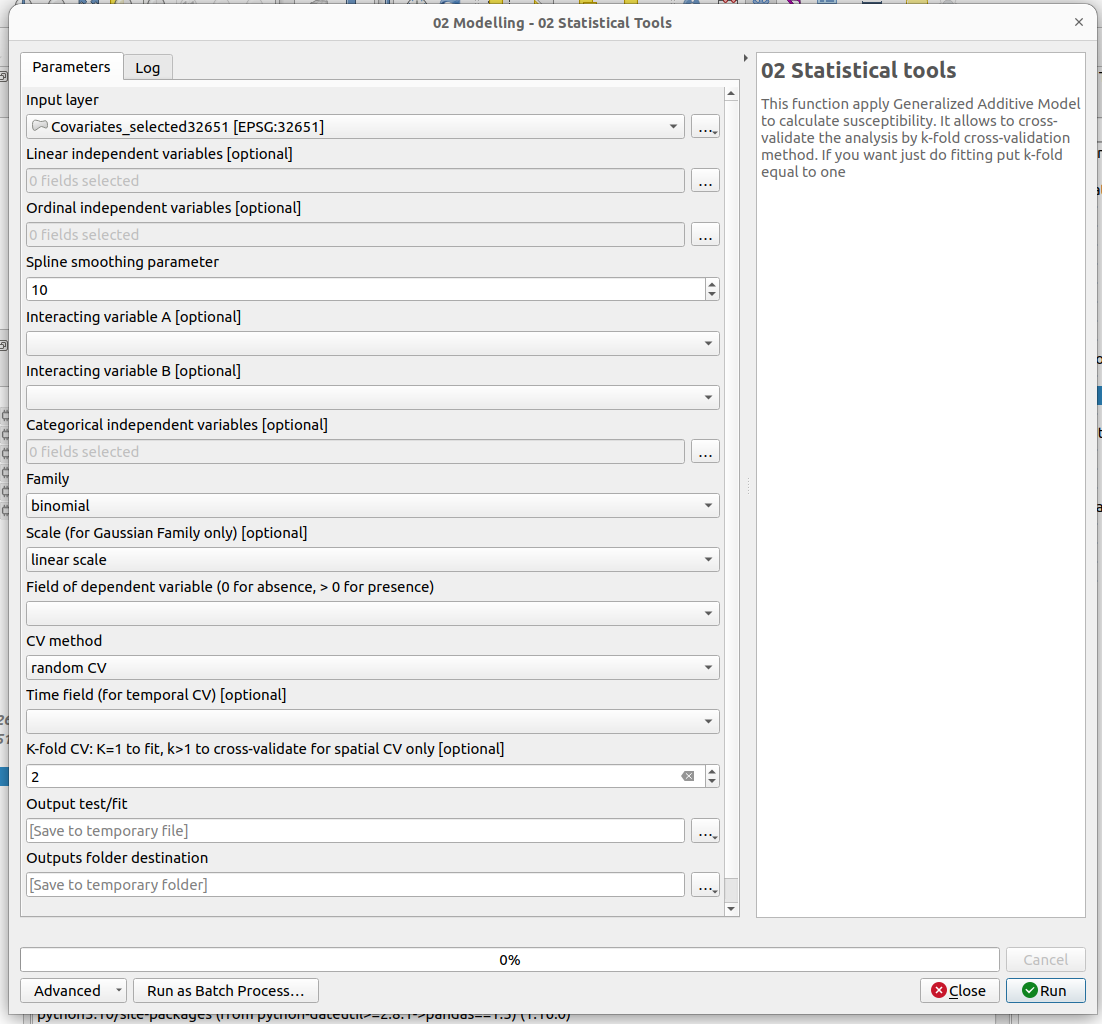 02 Modelling - 02 Statistical Tools
Parameters
Log
Input layer
Covariates_selected32651 [EPSG:32651]
...
Linear independent variables [optional]
0 fields selected
...
Ordinal independent variables [optional]
0 fields selected
...
Spline smoothing parameter
10
Interacting variable A [optional]
Interacting variable B [optional]
Categorical independent variables [optional]
0 fields selected
...
Family
binomial
Scale (for Gaussian Family only) [optional]
linear scale
Field of dependent variable (0 for absence, > 0 for presence)
CV method
random CV
Time field (for temporal CV) [optional]
K-fold CV: K=1 to fit, k>1 to cross-validate for spatial CV only [optional]
2
Output test/fit
[Save to temporary file]
...
Outputs folder destination
[Save to temporary folder]
...
02 Statistical tools
This function apply Generalized Additive Model
to calculate susceptibility. It allows to cross-
validate the analysis by k-fold cross-validation
method. If you want just do fitting put k-fold
equal to one
0%
Cancel
Advanced
Run as Batch Process…
Close
Run
python3.10/site-packages (from python-dateutil>=2.8.1->pandas==1.3) (1.16.0)